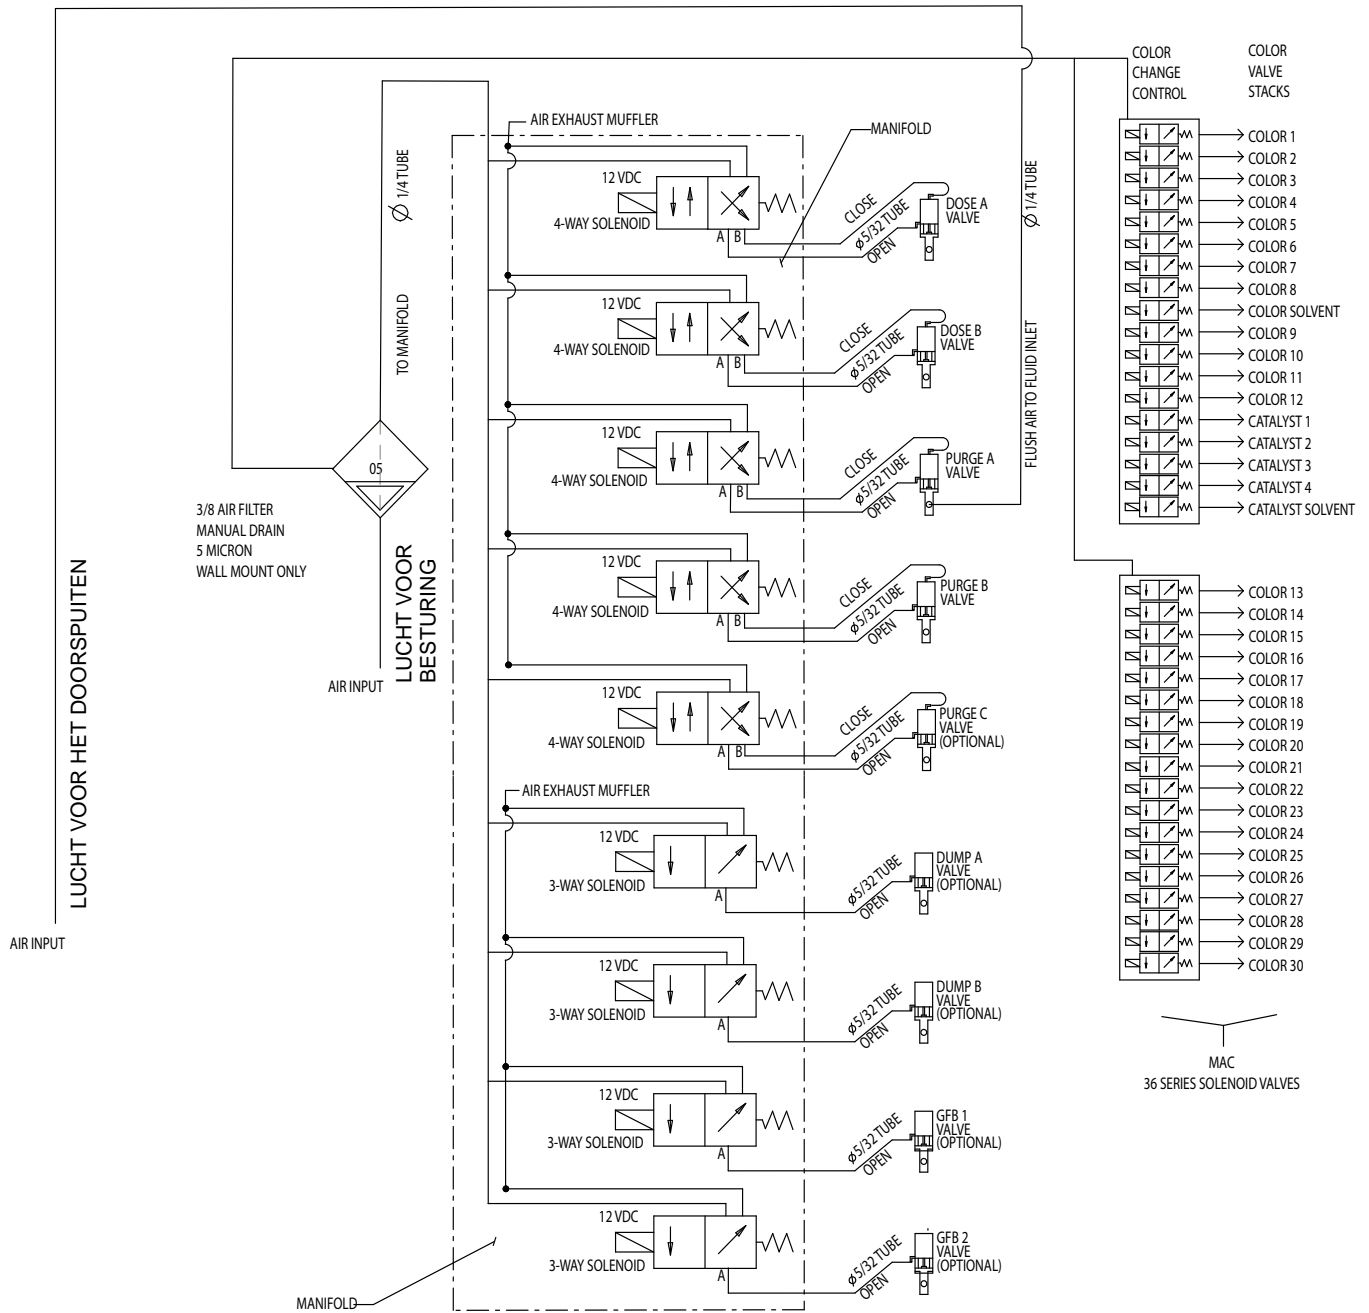 COLOR
CHANGE
CONTROL
COLOR
VALVE
STACKS
AIR EXHAUST MUFFLER
MANIFOLD
Ø 1/4 TUBE
TO MANIFOLD
05
3/8 AIR FILTER
MANUAL DRAIN
5 MICRON
WALL MOUNT ONLY
LUCHT VOOR
BESTURING
AIR INPUT
LUCHT VOOR HET DOORSPUITEN
AIR INPUT
12 VDC
4-WAY SOLENOID
A B
CLOSE
Ø5/32 TUBE
OPEN
DOSE A
VALVE
12 VDC
4-WAY SOLENOID
A B
CLOSE
Ø5/32 TUBE
OPEN
DOSE B
VALVE
12 VDC
4-WAY SOLENOID
A B
CLOSE
Ø5/32 TUBE
OPEN
PURGE A
VALVE
12 VDC
4-WAY SOLENOID
A B
CLOSE
Ø5/32 TUBE
OPEN
PURGE B
VALVE
12 VDC
4-WAY SOLENOID
A B
CLOSE
Ø5/32 TUBE
OPEN
PURGE C
VALVE
(OPTIONAL)
AIR EXHAUST MUFFLER
12 VDC
3-WAY SOLENOID
A
Ø5/32 TUBE
OPEN
DUMP A
VALVE
(OPTIONAL)
12 VDC
3-WAY SOLENOID
A
Ø5/32 TUBE
OPEN
DUMP B
VALVE
(OPTIONAL)
12 VDC
3-WAY SOLENOID
A
Ø5/32 TUBE
OPEN
GFB 1
VALVE
(OPTIONAL)
12 VDC
3-WAY SOLENOID
A
Ø5/32 TUBE
OPEN
GFB 2
VALVE
(OPTIONAL)
MANIFOLD
Ø 1/4 TUBE
FLUSH AIR TO FLUID INLET
COLOR 1
COLOR 2
COLOR 3
COLOR 4
COLOR 5
COLOR 6
COLOR 7
COLOR 8
COLOR SOLVENT
COLOR 9
COLOR 10
COLOR 11
COLOR 12
CATALYST 1
CATALYST 2
CATALYST 3
CATALYST 4
CATALYST SOLVENT
COLOR 13
COLOR 14
COLOR 15
COLOR 16
COLOR 17
COLOR 18
COLOR 19
COLOR 20
COLOR 21
COLOR 22
COLOR 23
COLOR 24
COLOR 25
COLOR 26
COLOR 27
COLOR 28
COLOR 29
COLOR 30
MAC
36 SERIES SOLENOID VALVES